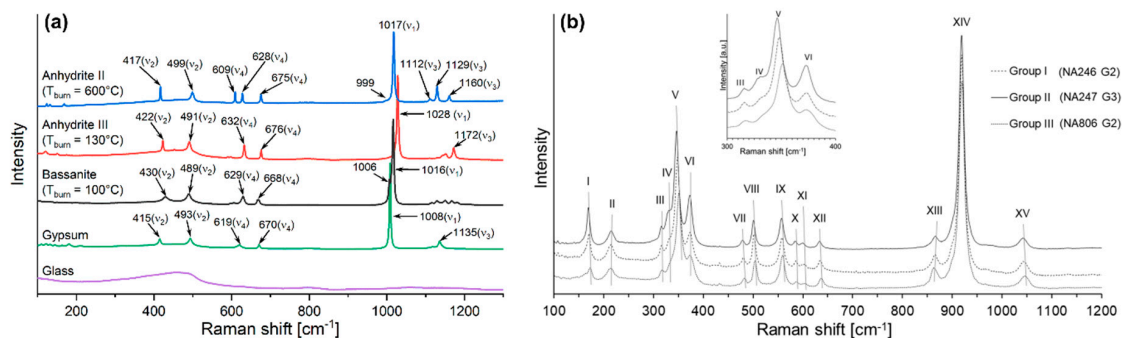 (a)
1017(ν1)
628(ν4)
1129(ν3)
1112(ν3)
417(ν2)
499(ν2)
609(ν4)
675(ν4)
999
1160(ν3)
Anhydrite II
(Tburn = 600°C)
422(ν2)
491(ν2)
632(ν4)
676(ν4)
1028 (ν1)
1172(ν3)
Anhydrite III
(Tburn = 130°C)
430(ν2)
489(ν2)
629(ν4)
668(ν4)
1006
1016(ν1)
Bassanite
(Tburn = 100°C)
415(ν2)
493(ν2)
619(ν4)
670(ν4)
1008(ν1)
1135(ν3)
Gypsum
Glass
Intensity
200 400 600 800 1000 1200
Raman shift [cm-1]
(b)
V
VI
IV
III
Intensity [a.u.]
300 400
Raman shift [cm-1]
XIV
Group I (NA246 G2)
Group II (NA247 G3)
Group III (NA806 G2)
V
IV
VI
I
II
III
VII
VIII
IX
X
XI
XII
XIII
XV
Intensity
100 200 300 400 500 600 700 800 900 1000 1100 1200
Raman shift [cm-1]